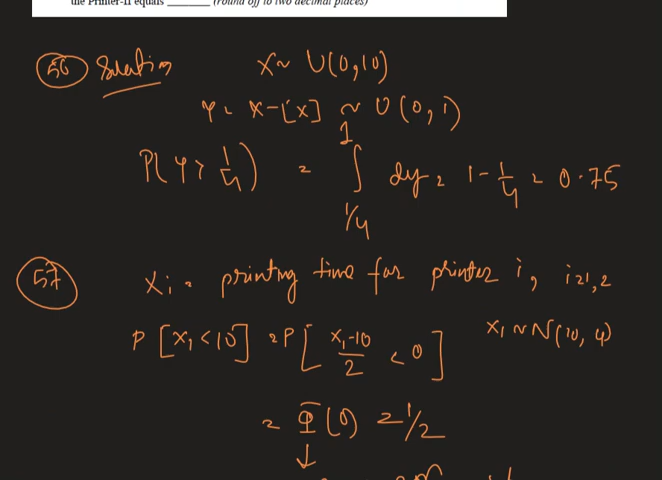 the Printer-II equals ______ (round off to two decimal places)
56 Solution X ~ U(0,10)
Y = X-[X] ~ U(0,1)
P(Y > 1/4) = ∫_{1/4}^{1} dy = 1 - 1/4 = 0.75
57 Xi = printing time for printer i, i=1,2
P[X₁<10] = P[(X₁-10)/2 < 0] X₁ ~ N(10, 4)
= Φ(0) = 1/2
↓